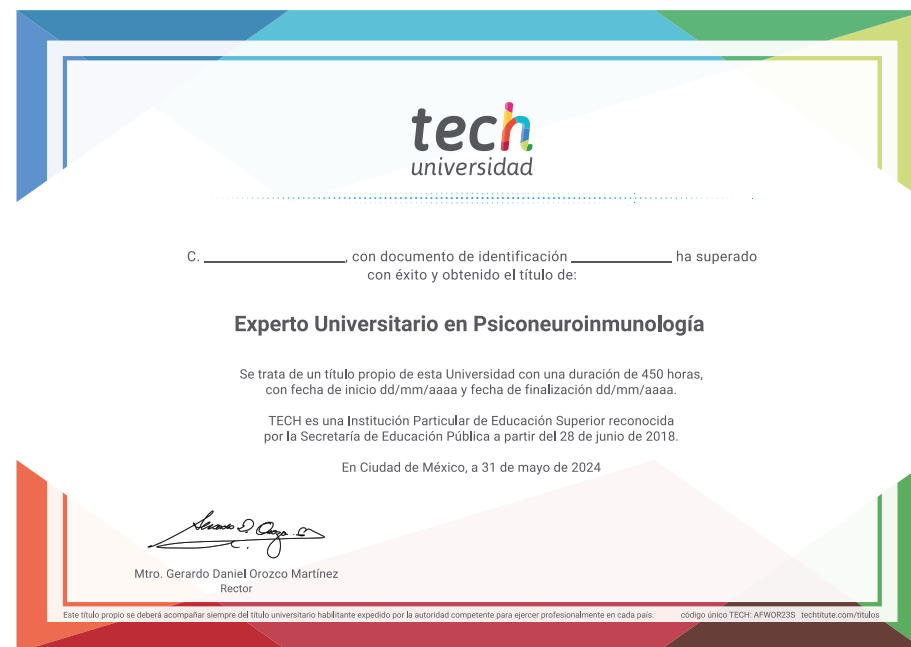 tech
universidad
C. ____________, con documento de identificación ____________ ha superado
con éxito y obtenido el título de:
Experto Universitario en Psiconeuroinmunología
Se trata de un título propio de esta Universidad con una duración de 450 horas,
con fecha de inicio dd/mm/aaaa y fecha de finalización dd/mm/aaaa.
TECH es una Institución Particular de Educación Superior reconocida
por la Secretaría de Educación Pública a partir del 28 de junio de 2018.
En Ciudad de México, a 31 de mayo de 2024
Mtro. Gerardo Daniel Orozco Martínez
Rector
Este título propio se deberá acompañar siempre del título universitario habilitante expedido por la autoridad competente para ejercer profesionalmente en cada país. código único TECH: AFWOR23S techtitute.com/titulos